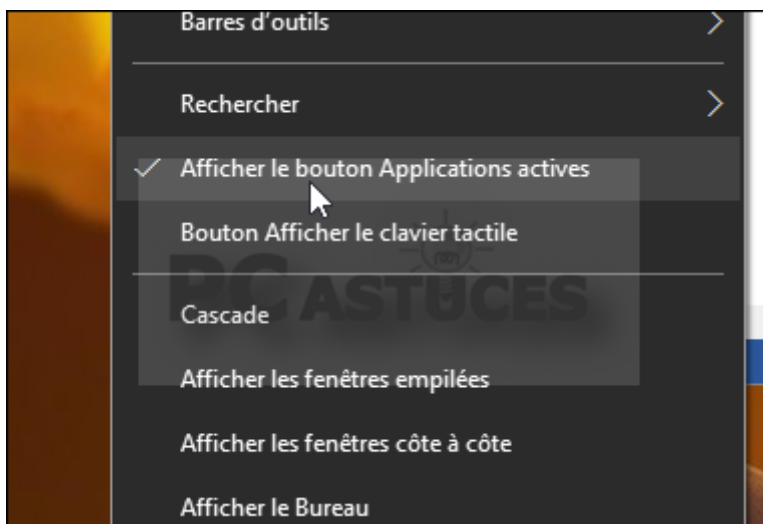 Barres d'outils
Rechercher
Afficher le bouton Applications actives
Bouton Afficher le clavier tactile
PC ASTUCES
Cascade
Afficher les fenêtres empilées
Afficher les fenêtres côte à côte
Afficher le Bureau